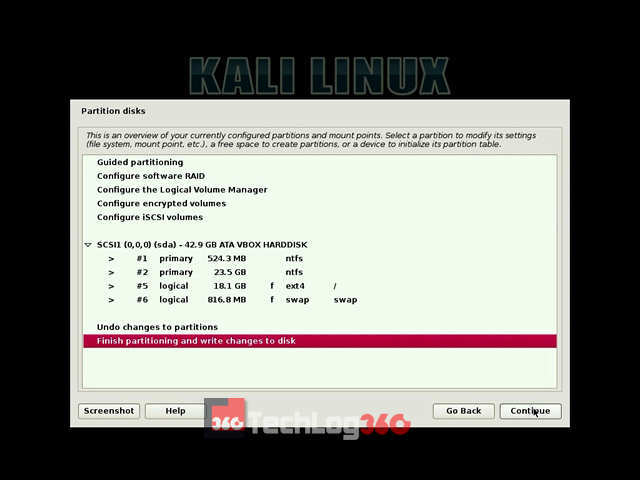 KALI LINUX
Partition disks
This is an overview of your currently configured partitions and mount points. Select a partition to modify its settings
(file system, mount point, etc.), a free space to create partitions, or a device to initialize its partition table.
Guided partitioning
Configure software RAID
Configure the Logical Volume Manager
Configure encrypted volumes
Configure iSCSI volumes
SCSI1 (0,0,0) (sda) - 42.9 GB ATA VBOX HARDDISK
> #1 primary 524.3 MB ntfs
> #2 primary 23.5 GB ntfs
> #5 logical 18.1 GB f ext4 /
> #6 logical 816.8 MB f swap swap
Undo changes to partitions
Finish partitioning and write changes to disk
Screenshot Help Go Back Continue
360 TechLog360